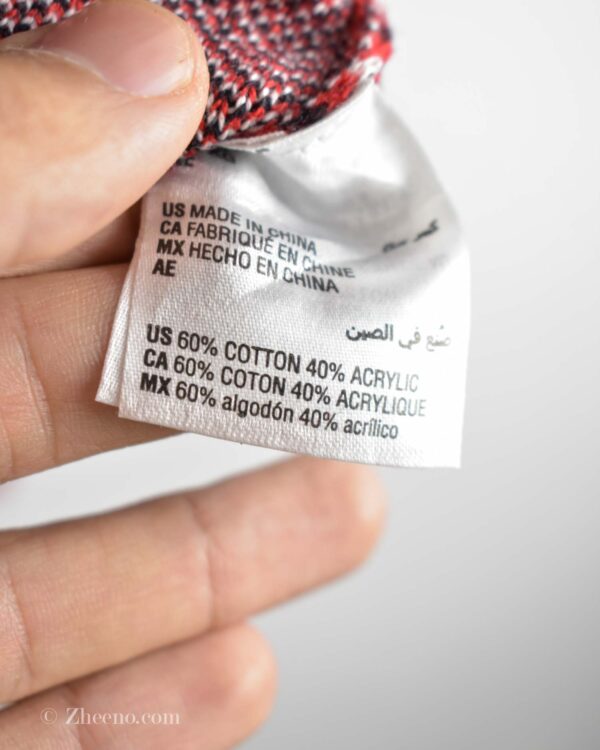 US MADE IN CHINA
CA FABRIQUÉ EN CHINE
MX HECHO EN CHINA
AE
صُنع في الصين
US 60% COTTON 40% ACRYLIC
CA 60% COTON 40% ACRYLIQUE
MX 60% algodón 40% acrílico
© Zheeno.com